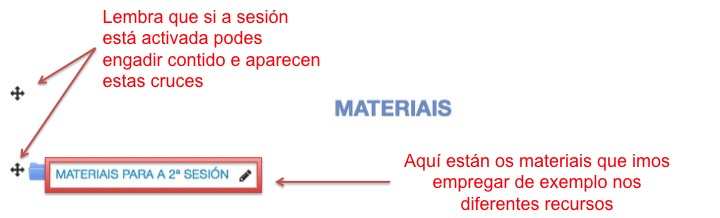 Lembra que si a sesión
está activada podes
engadir contido e aparecen
estas cruces
MATERIAIS
MATERIAIS PARA A 2ª SESIÓN
Aquí están os materiais que imos
empregar de exemplo nos
diferentes recursos